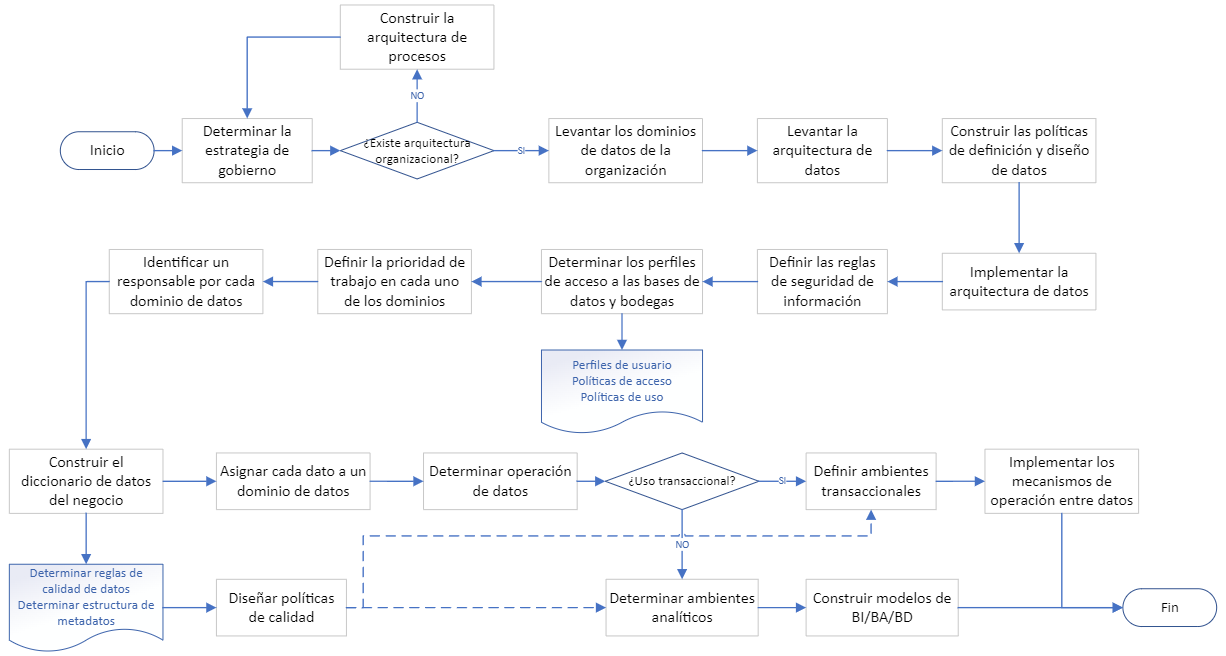 Construir la
arquitectura de
procesos
NO
Inicio
Determinar la
estrategia de
gobierno
¿Existe arquitectura
organizacional?
SI
Levantar los dominios
de datos de la
organización
Levantar la
arquitectura de
datos
Construir las políticas
de definición y diseño
de datos
Identificar un
responsable por cada
dominio de datos
Definir la prioridad de
trabajo en cada uno
de los dominios
Determinar los perfiles
de acceso a las bases
de datos y bodegas
Definir las reglas
de seguridad de
información
Implementar la
arquitectura de datos
Perfiles de usuario
Políticas de acceso
Políticas de uso
Construir el
diccionario de datos
del negocio
Asignar cada dato a un
dominio de datos
Determinar operación
de datos
¿Uso transaccional?
SI
Definir ambientes
transaccionales
Implementar los
mecanismos de
operación entre datos
NO
Determinar reglas de
calidad de datos
Determinar estructura de
metadatos
Diseñar políticas
de calidad
Determinar ambientes
analíticos
Construir modelos de
BI/BA/BD
Fin